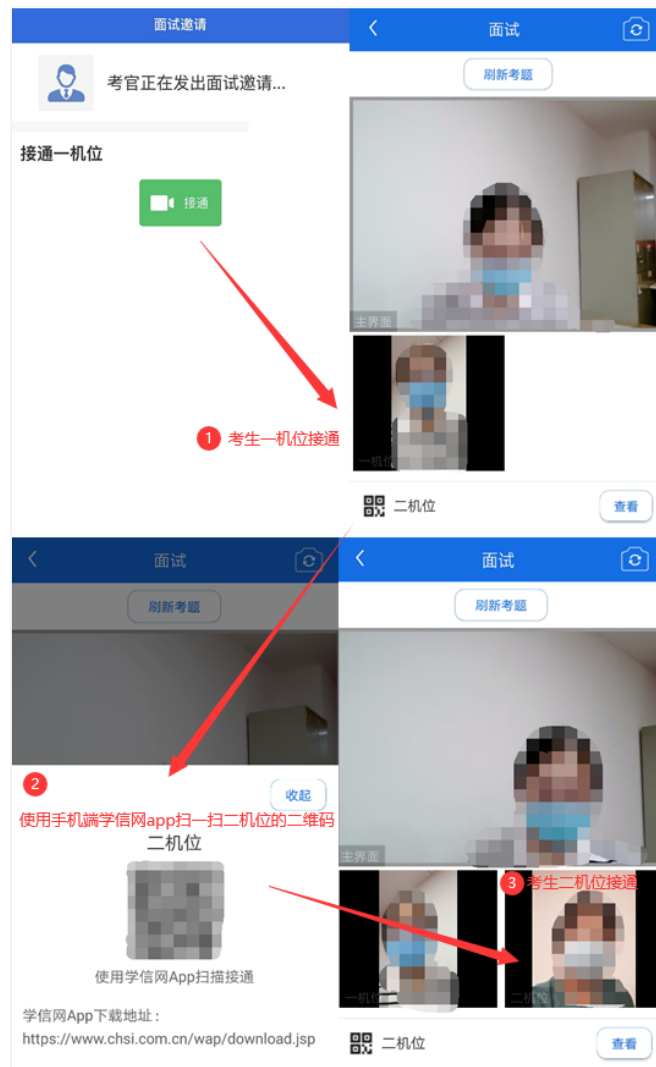 面试邀请
考官正在发出面试邀请...
接通一机位
接通
1 考生一机位接通
面试
刷新考题
主界面
一机位
二机位
查看
面试
刷新考题
2
收起
使用手机端学信网app扫一扫二机位的二维码
二机位
使用学信网App扫描接通
学信网App下载地址：
https://www.chsi.com.cn/wap/download.jsp
面试
刷新考题
主界面
3 考生二机位接通
一机位
二机位
二机位
查看